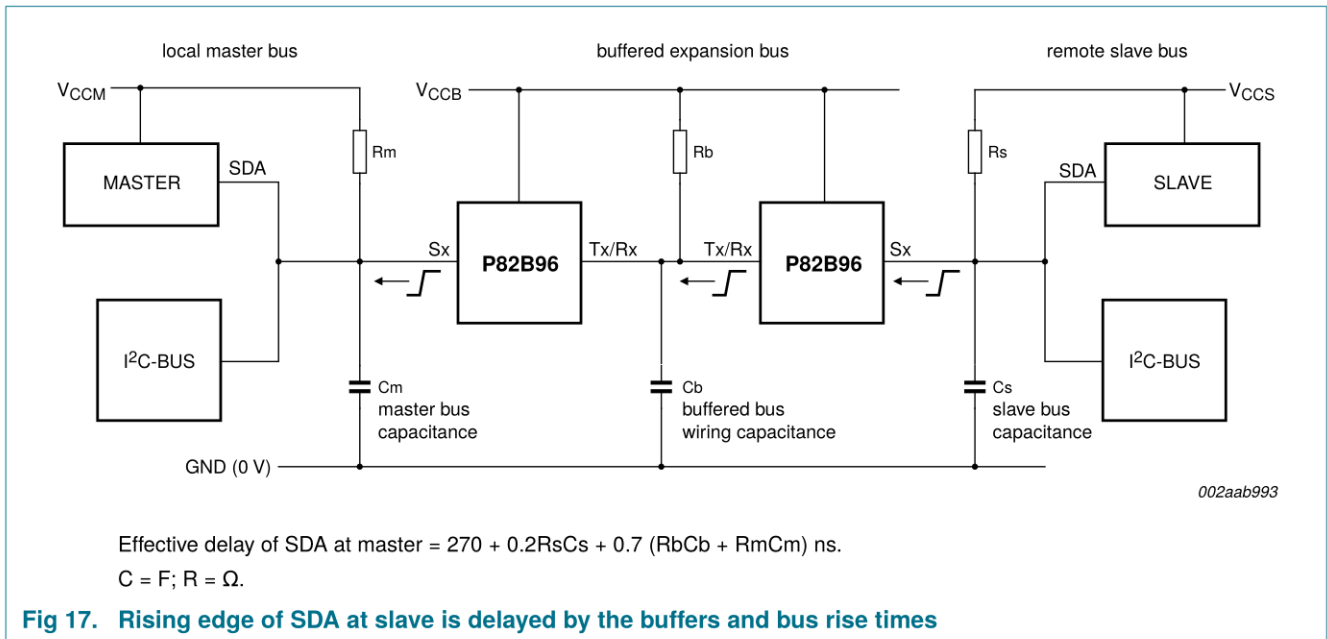 local master bus
buffered expansion bus
remote slave bus
VCCM
VCCB
VCCS
Rm
Rb
Rs
MASTER
SDA
SDA
SLAVE
Sx
P82B96
Tx/Rx
Tx/Rx
P82B96
Sx
I²C-BUS
I²C-BUS
Cm
master bus
capacitance
Cb
buffered bus
wiring capacitance
Cs
slave bus
capacitance
GND (0 V)
002aab993
Effective delay of SDA at master = 270 + 0.2RsCs + 0.7 (RbCb + RmCm) ns.
C = F; R = Ω.
Fig 17. Rising edge of SDA at slave is delayed by the buffers and bus rise times